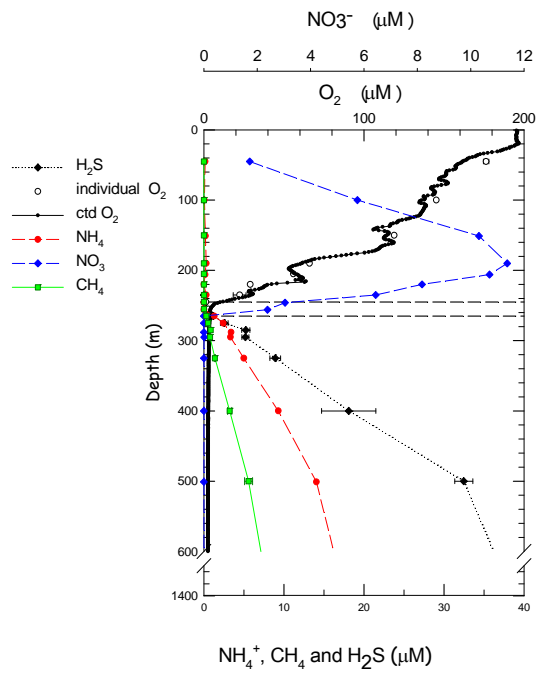 NO₃⁻ (μM)
0 2 4 6 8 10 12
O₂ (μM)
0 100 200
H₂S
individual O₂
ctd O₂
NH₄
NO₃
CH₄
Depth (m)
0
100
200
300
400
500
600
1400
0 10 20 30 40
NH₄⁺, CH₄ and H₂S (μM)